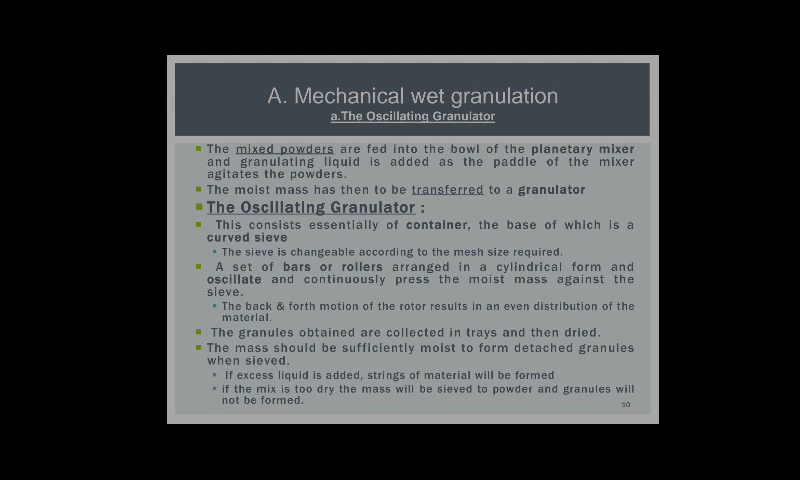 A. Mechanical wet granulation
a.The Oscillating Granulator
The mixed powders are fed into the bowl of the planetary mixer
and granulating liquid is added as the paddle of the mixer
agitates the powders.
The moist mass has then to be transferred to a granulator
The Oscillating Granulator :
This consists essentially of container, the base of which is a
curved sieve
The sieve is changeable according to the mesh size required.
A set of bars or rollers arranged in a cylindrical form and
oscillate and continuously press the moist mass against the
sieve.
The back & forth motion of the rotor results in an even distribution of the
material.
The granules obtained are collected in trays and then dried.
The mass should be sufficiently moist to form detached granules
when sieved.
If excess liquid is added, strings of material will be formed
if the mix is too dry the mass will be sieved to powder and granules will
not be formed.
10